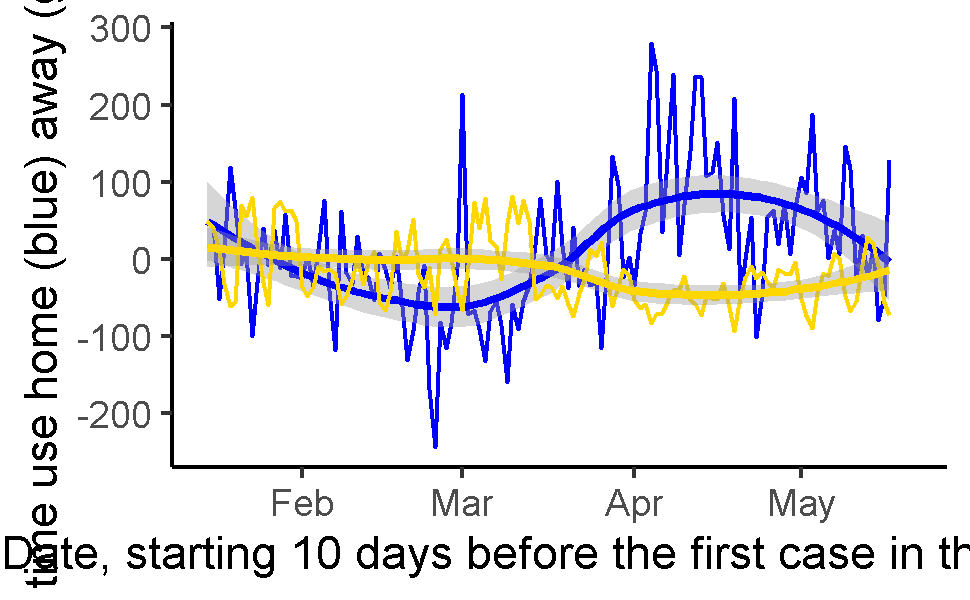 time use home (blue) away (
300
200
100
0
-100
-200
Feb Mar Apr May
Date, starting 10 days before the first case in th